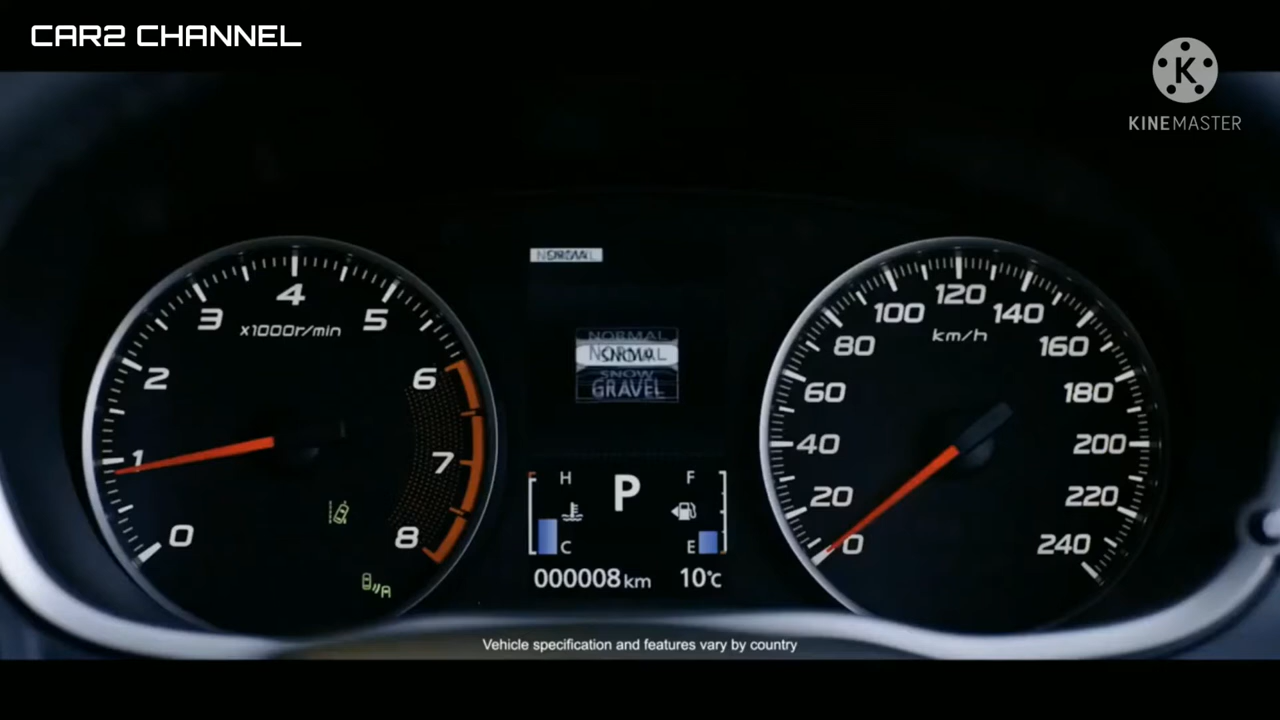 CAR2 CHANNEL
K
KINEMASTER
4
3
5
x1000r/min
2
6
1
7
0
8
A
NORMAL
SNOW
GRAVEL
H
P
F
C
E
000008 km
10°C
120
100
140
km/h
80
160
60
180
40
200
20
220
0
240
Vehicle specification and features vary by country